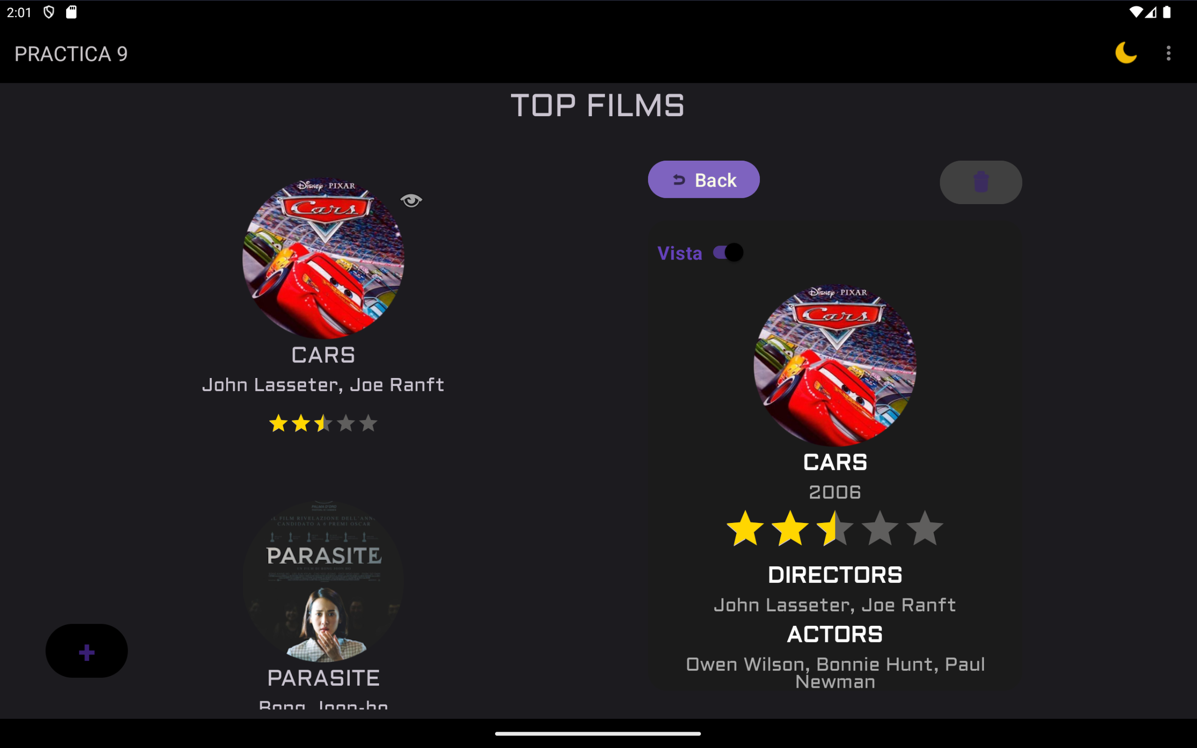 2:01
PRACTICA 9
TOP FILMS
Disney · PIXAR
Cars
CARS
John Lasseter, Joe Ranft
PARASITE
PARASITE
Bong Joon-ho
Back
Vista
Disney · PIXAR
Cars
CARS
2006
DIRECTORS
John Lasseter, Joe Ranft
ACTORS
Owen Wilson, Bonnie Hunt, Paul
Newman